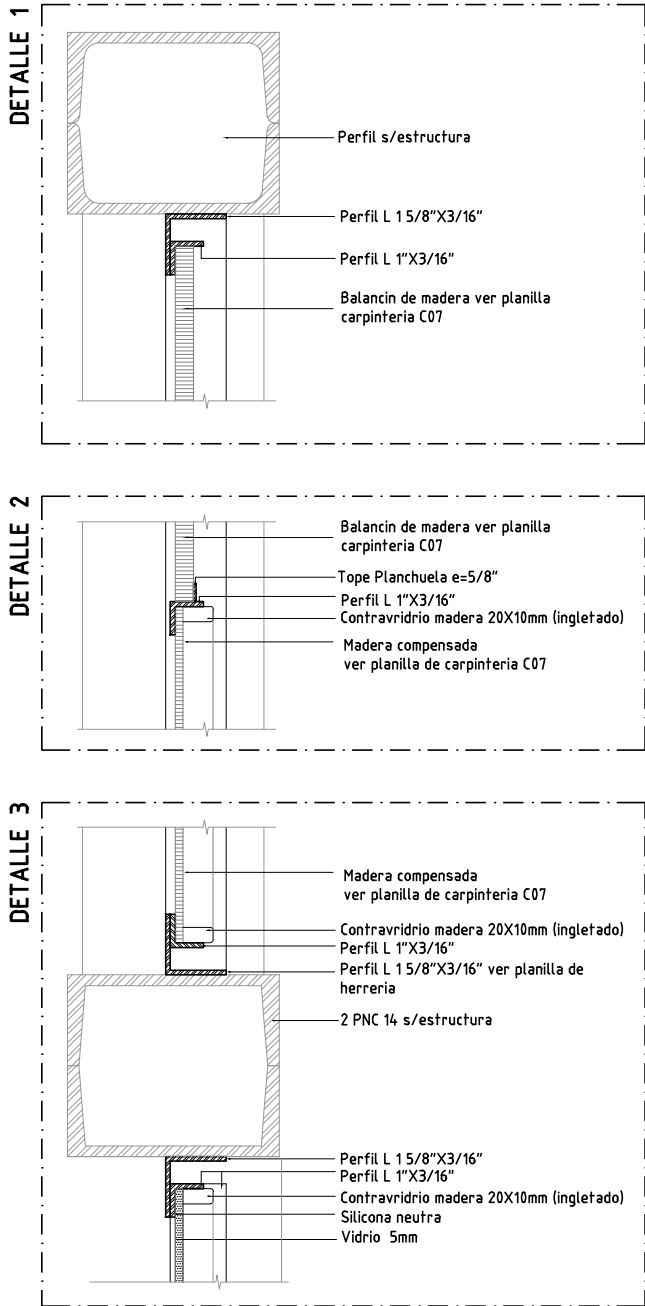 DETALLE 1
Perfil s/estructura
Perfil L 1 5/8"X3/16"
Perfil L 1"X3/16"
Balancin de madera ver planilla
carpinteria C07
DETALLE 2
Balancin de madera ver planilla
carpinteria C07
Tope Planchuela e=5/8"
Perfil L 1"X3/16"
Contravridrio madera 20X10mm (ingletado)
Madera compensada
ver planilla de carpinteria C07
DETALLE 3
Madera compensada
ver planilla de carpinteria C07
Contravridrio madera 20X10mm (ingletado)
Perfil L 1"X3/16"
Perfil L 1 5/8"X3/16" ver planilla de
herreria
2 PNC 14 s/estructura
Perfil L 1 5/8"X3/16"
Perfil L 1"X3/16"
Contravridrio madera 20X10mm (ingletado)
Silicona neutra
Vidrio 5mm